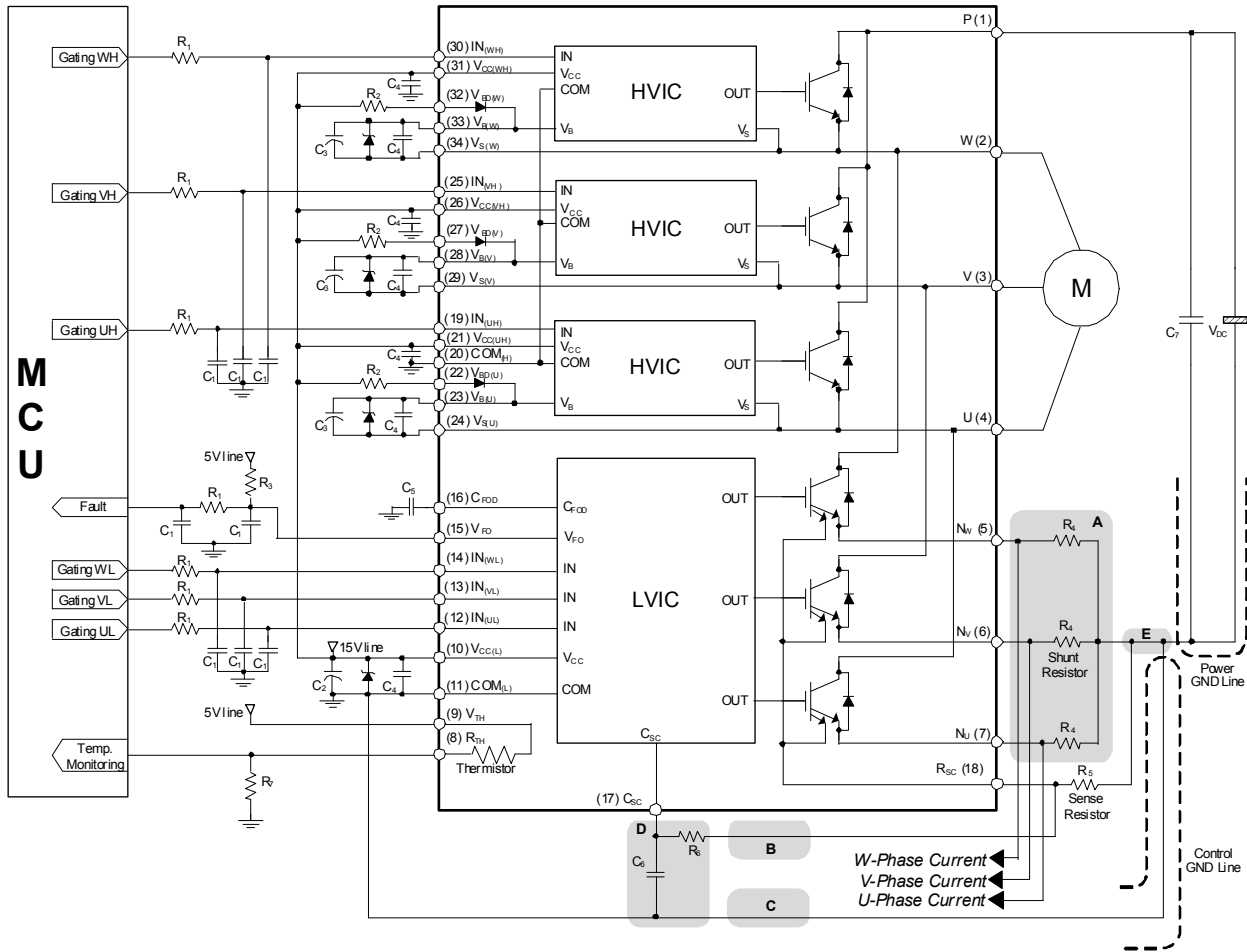 MCU
Gating WH
R1
(30) IN(WH)
(31) VCC(WH)
C4
R2
(32) VBD(W)
(33) VB(W)
C3
C4
(34) VS(W)
IN
VCC
COM
VB
HVIC
OUT
VS
P (1)
W (2)
Gating VH
R1
(25) IN(VH)
(26) VCC(VH)
C4
R2
(27) VBD(V)
(28) VB(V)
C3
C4
(29) VS(V)
IN
VCC
COM
VB
HVIC
OUT
VS
V (3)
M
C7
VDC
Gating UH
R1
C1
C1
C1
(19) IN(UH)
(21) VCC(UH)
(20) COM(H)
C4
R2
(22) VBD(U)
(23) VB(U)
C3
C4
(24) VS(U)
IN
VCC
COM
VB
HVIC
OUT
VS
U (4)
5V line
R3
Fault
R1
C1
C1
C5
(16) CFOD
(15) VFO
CFOD
VFO
OUT
NW (5)
R4
A
Gating WL
R1
(14) IN(WL)
IN
Gating VL
R1
(13) IN(VL)
IN
LVIC
OUT
Gating UL
R1
(12) IN(UL)
IN
NV (6)
R4
Shunt
Resistor
E
Power
GND Line
C1
C1
C1
15V line
C2
C4
(10) VCC(L)
VCC
(11) COM(L)
COM
OUT
5V line
(9) VTH
(8) RTH
Thermistor
CSC
NU (7)
R4
RSC (18)
R5
Sense
Resistor
Temp.
Monitoring
R7
(17) CSC
D
R6
C6
B
C
W-Phase Current
V-Phase Current
U-Phase Current
Control
GND Line